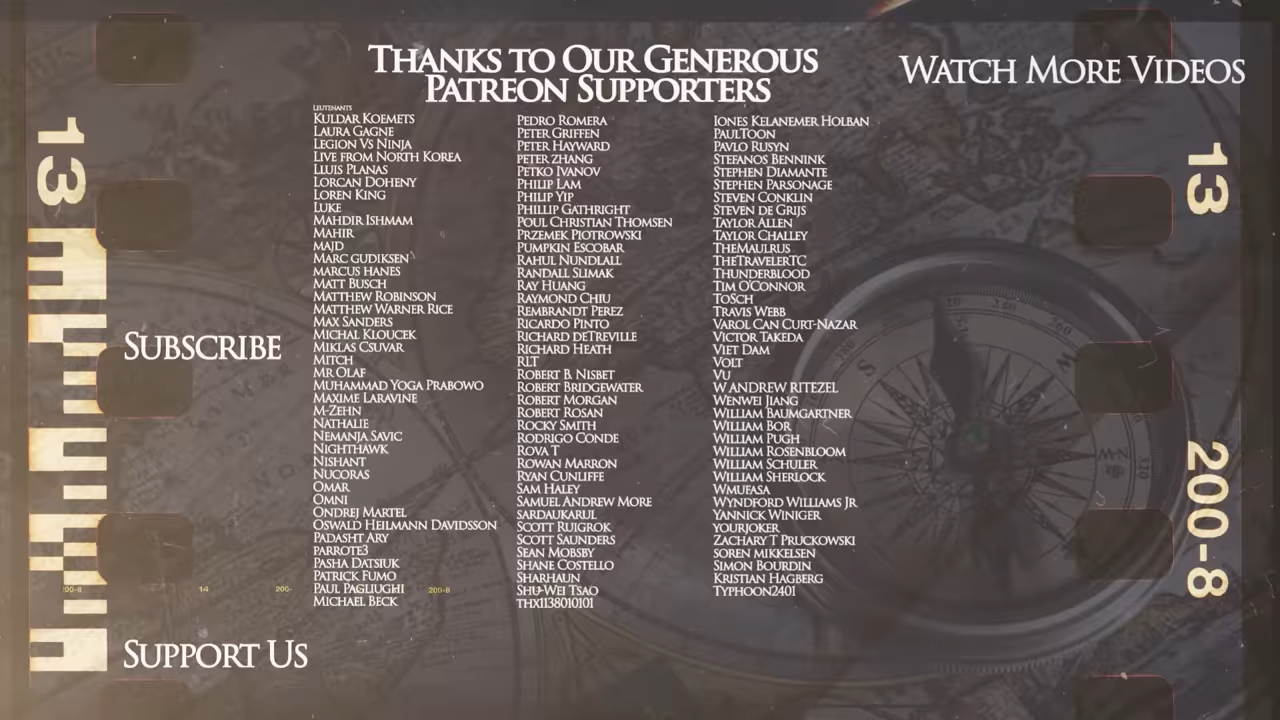 Thanks to Our Generous
Patreon Supporters
Watch More Videos
Lieutenants
Kuldar Koemets
Laura Gagne
Legion Vs Ninja
Live from North Korea
Lluis Planas
Lorcan Doheny
Loren King
Luke
Mahdir Ishmam
Mahir
majd
Marc gudiksen
marcus hanes
Matt Busch
Matthew Robinson
Matthew Warner Rice
Max Sanders
Michal Kloucek
Miklas Csuvar
Mitch
Mr Olaf
Muhammad Yoga Prabowo
Maxime Laravine
M-Zehn
Nathalie
Nemanja Savic
Nighthawk
Nishant
Nucoras
Omar
Omni
Ondrej Martel
Oswald Heilmann Davidsson
Padasht Ary
parrote3
Pasha Datsiuk
Patrick Fumo
Paul Pagliughi
Michael Beck
Pedro Romera
Peter Griffen
Peter Hayward
peter zhang
Petko Ivanov
Philip Lam
Philip Yip
Phillip Gathright
Poul Christian Thomsen
Przemek Piotrowski
Pumpkin Escobar
Rahul Nundlall
Randall Slimak
Ray Huang
Raymond Chiu
Rembrandt Perez
Ricardo Pinto
Richard deTreville
Richard Heath
RLT
Robert B. Nisbet
Robert Bridgewater
Robert Morgan
Robert Rosan
Rocky Smith
Rodrigo Conde
Rova T
Rowan Marron
Ryan Cunliffe
Sam Haley
Samuel Andrew More
sardaukarul
Scott Ruigrok
Scott Saunders
Sean Mobsby
Shane Costello
Sharhaun
Shu-Wei Tsao
thx1138010101
Iones Kelanemer Holban
PaulToon
Pavlo Rusyn
Stefanos Bennink
Stephen Diamante
Stephen Parsonage
Steven Conklin
Steven de Grijs
Taylor Allen
Taylor Challey
TheMaulrus
TheTravelerTC
Thunderblood
Tim O'Connor
ToSch
Travis Webb
Varol Can Curt-Nazar
Victor Takeda
Viet Dam
Volt
Vu
W Andrew Ritezel
Wenwei Jiang
William Baumgartner
William Bor
William Pugh
William Rosenbloom
William Schuler
William Sherlock
Wmufasa
Wyndford Williams Jr
Yannick Winiger
yourjoker
Zachary T Pruckowski
soren mikkelsen
Simon Bourdin
Kristian Hagberg
Typhoon2401
Subscribe
Support Us
13
13
200-8
14
200-
200-8